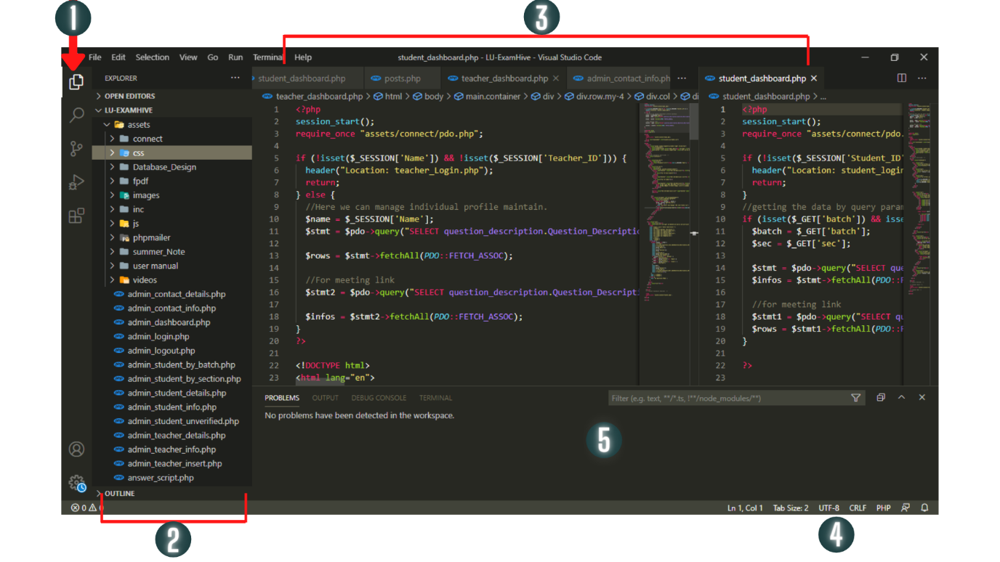 1
3
File Edit Selection View Go Run Terminal Help
student_dashboard.php - LU-ExamHive - Visual Studio Code
EXPLORER
OPEN EDITORS
LU-EXAMHIVE
assets
connect
css
Database_Design
fpdf
images
inc
js
phpmailer
summer_Note
user manual
videos
admin_contact_details.php
admin_contact_info.php
admin_dashboard.php
admin_login.php
admin_logout.php
admin_student_by_batch.php
admin_student_by_section.php
admin_student_details.php
admin_student_info.php
admin_student_unverified.php
admin_teacher_details.php
admin_teacher_info.php
admin_teacher_insert.php
answer_script.php
OUTLINE
student_dashboard.php posts.php teacher_dashboard.php admin_contact_info.ph
teacher_dashboard.php > html > body > main.container > div > div.row.my-4 > div.col > di
1 <?php
2 session_start();
3 require_once "assets/connect/pdo.php";
4
5 if (!isset($_SESSION['Name']) && !isset($_SESSION['Teacher_ID'])) {
6 header("Location: teacher_Login.php");
7 return;
8 } else {
9 //Here we can manage individual profile maintain.
10 $name = $_SESSION['Name'];
11 $stmt = $pdo->query("SELECT question_description.Question_Descriptic
12
13 $rows = $stmt->fetchAll(PDO::FETCH_ASSOC);
14
15 //For meeting link
16 $stmt2 = $pdo->query("SELECT question_description.Question_Descripti
17
18 $infos = $stmt2->fetchAll(PDO::FETCH_ASSOC);
19 }
20 ?>
21
22 <!DOCTYPE html>
23 <html lang="en">
student_dashboard.php
student_dashboard.php > ...
1 <?php
2 session_start();
3 require_once "assets/connect/pdo.
4
5 if (!isset($_SESSION['Student_ID'
6 header("Location: student_login
7 return;
8 }
9 //getting the data by query param
10 if (isset($_GET['batch']) && isse
11 $batch = $_GET['batch'];
12 $sec = $_GET['sec'];
13
14 $stmt = $pdo->query("SELECT que
15 $infos = $stmt->fetchAll(PDO::F
16
17 //for meeting link
18 $stmt1 = $pdo->query("SELECT qu
19 $rows = $stmt1->fetchAll(PDO::F
20 }
21
22 ?>
23
PROBLEMS OUTPUT DEBUG CONSOLE TERMINAL
Filter (e.g. text, **/*.ts, !**/node_modules/**)
No problems have been detected in the workspace.
5
0
Ln 1, Col 1 Tab Size: 2 UTF-8 CRLF PHP
2
4